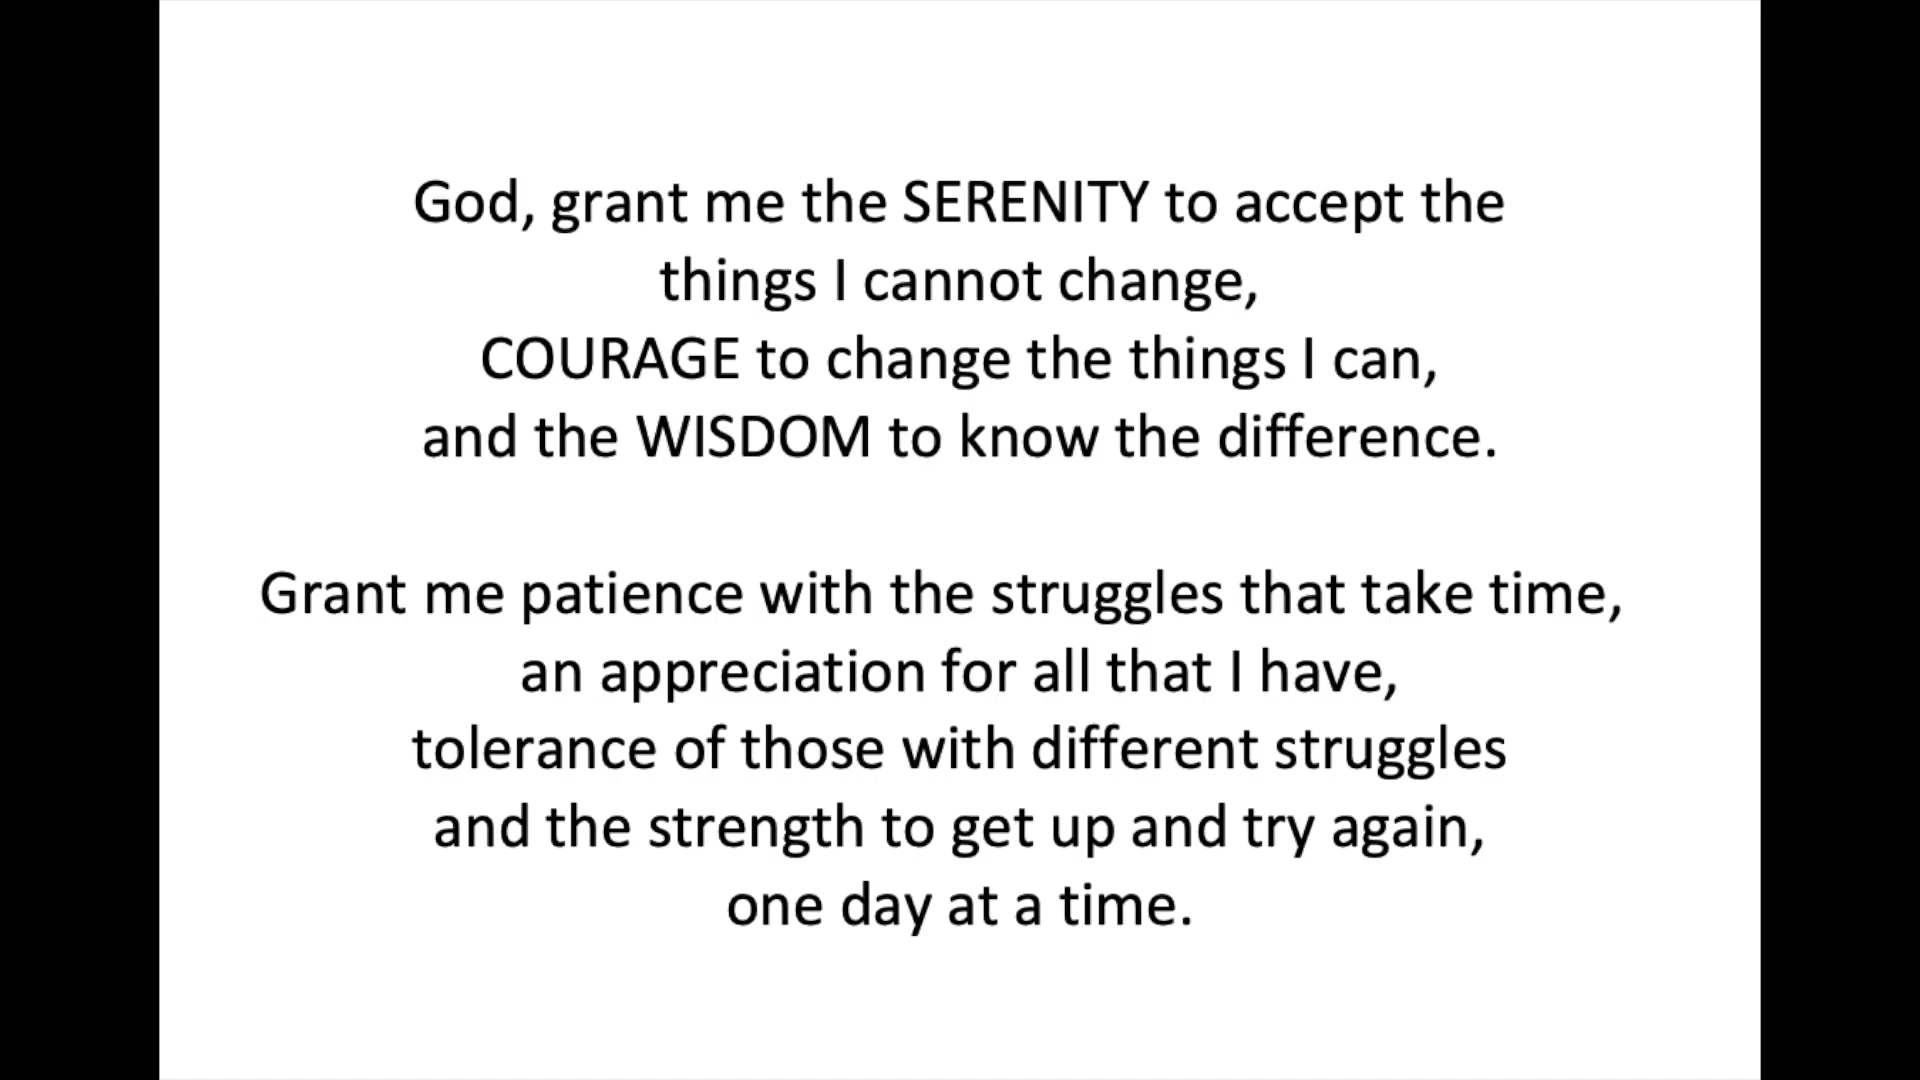 God, grant me the SERENITY to accept the
things I cannot change,
COURAGE to change the things I can,
and the WISDOM to know the difference.
Grant me patience with the struggles that take time,
an appreciation for all that I have,
tolerance of those with different struggles
and the strength to get up and try again,
one day at a time.